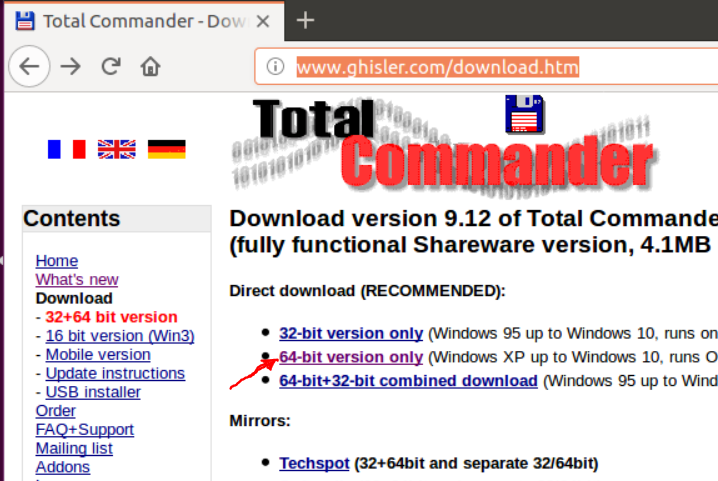 Total Commander - Dow
www.ghisler.com/download.htm
Total
Commander
Contents
Home
What's new
Download
- 32+64 bit version
- 16 bit version (Win3)
- Mobile version
- Update instructions
- USB installer
Order
FAQ+Support
Mailing list
Addons
Download version 9.12 of Total Commande
(fully functional Shareware version, 4.1MB
Direct download (RECOMMENDED):
• 32-bit version only (Windows 95 up to Windows 10, runs on
• 64-bit version only (Windows XP up to Windows 10, runs O
• 64-bit+32-bit combined download (Windows 95 up to Wind
Mirrors:
• Techspot (32+64bit and separate 32/64bit)